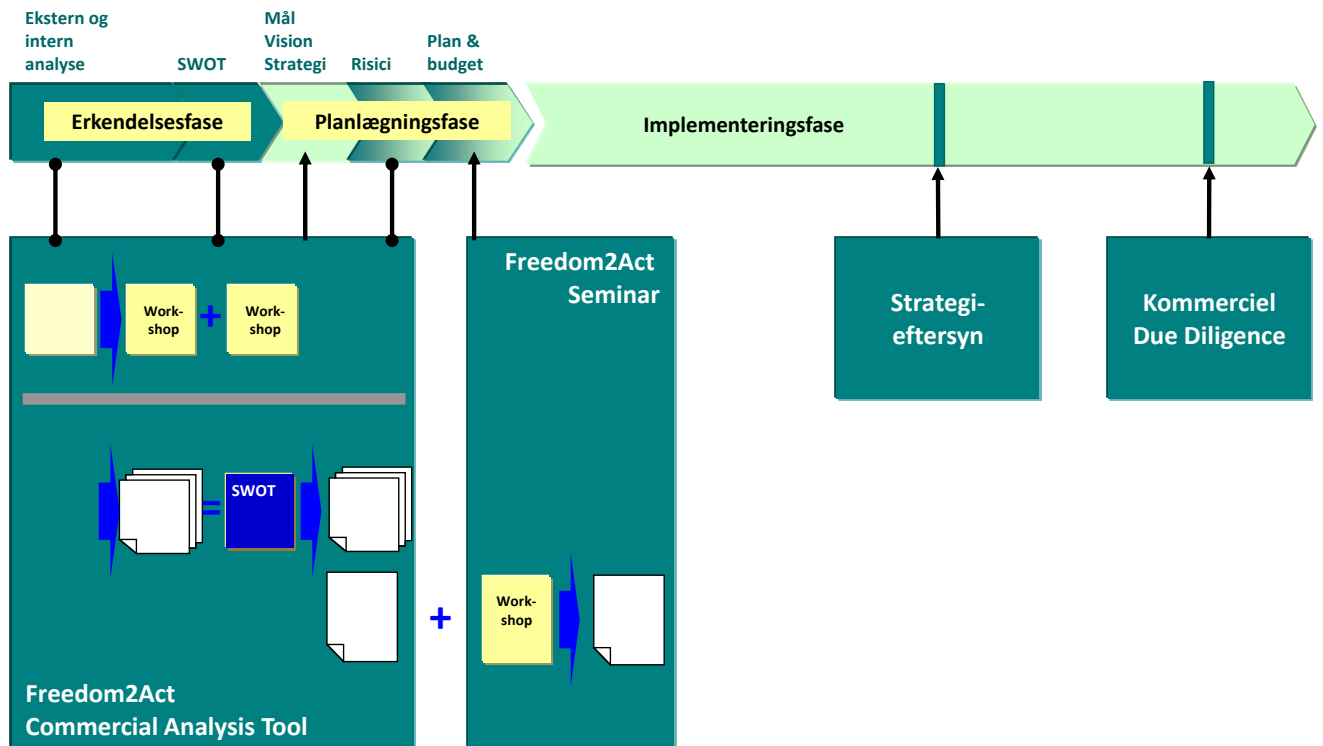 Ekstern og
intern
analyse
SWOT
Mål
Vision
Strategi
Risici
Plan &
budget
Erkendelsesfase
Planlægningsfase
Implementeringsfase
Freedom2Act
Seminar
Work-
shop
+
Work-
shop
Strategi-
eftersyn
Kommerciel
Due Diligence
=
SWOT
+
Work-
shop
Freedom2Act
Commercial Analysis Tool